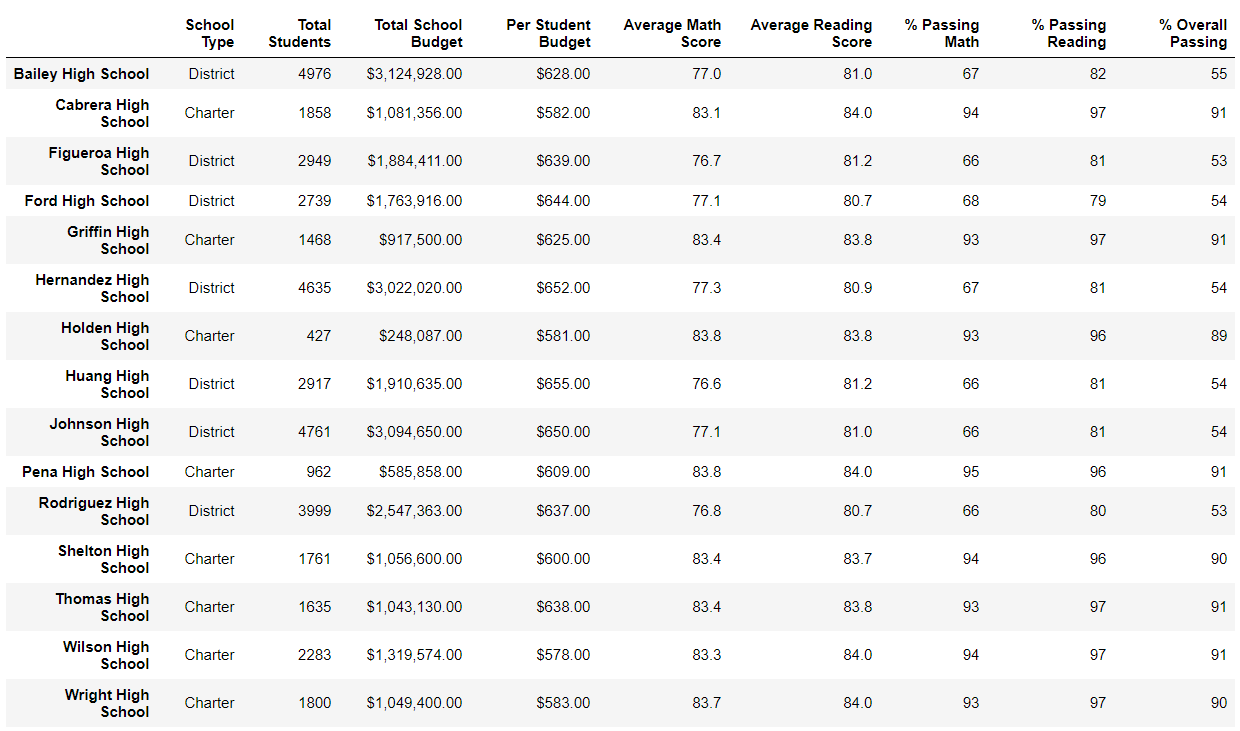 School Type Total Students Total School Budget Per Student Budget Average Math Score Average Reading Score % Passing Math % Passing Reading % Overall Passing
Bailey High School District 4976 $3,124,928.00 $628.00 77.0 81.0 67 82 55
Cabrera High School Charter 1858 $1,081,356.00 $582.00 83.1 84.0 94 97 91
Figueroa High School District 2949 $1,884,411.00 $639.00 76.7 81.2 66 81 53
Ford High School District 2739 $1,763,916.00 $644.00 77.1 80.7 68 79 54
Griffin High School Charter 1468 $917,500.00 $625.00 83.4 83.8 93 97 91
Hernandez High School District 4635 $3,022,020.00 $652.00 77.3 80.9 67 81 54
Holden High School Charter 427 $248,087.00 $581.00 83.8 83.8 93 96 89
Huang High School District 2917 $1,910,635.00 $655.00 76.6 81.2 66 81 54
Johnson High School District 4761 $3,094,650.00 $650.00 77.1 81.0 66 81 54
Pena High School Charter 962 $585,858.00 $609.00 83.8 84.0 95 96 91
Rodriguez High School District 3999 $2,547,363.00 $637.00 76.8 80.7 66 80 53
Shelton High School Charter 1761 $1,056,600.00 $600.00 83.4 83.7 94 96 90
Thomas High School Charter 1635 $1,043,130.00 $638.00 83.4 83.8 93 97 91
Wilson High School Charter 2283 $1,319,574.00 $578.00 83.3 84.0 94 97 91
Wright High School Charter 1800 $1,049,400.00 $583.00 83.7 84.0 93 97 90